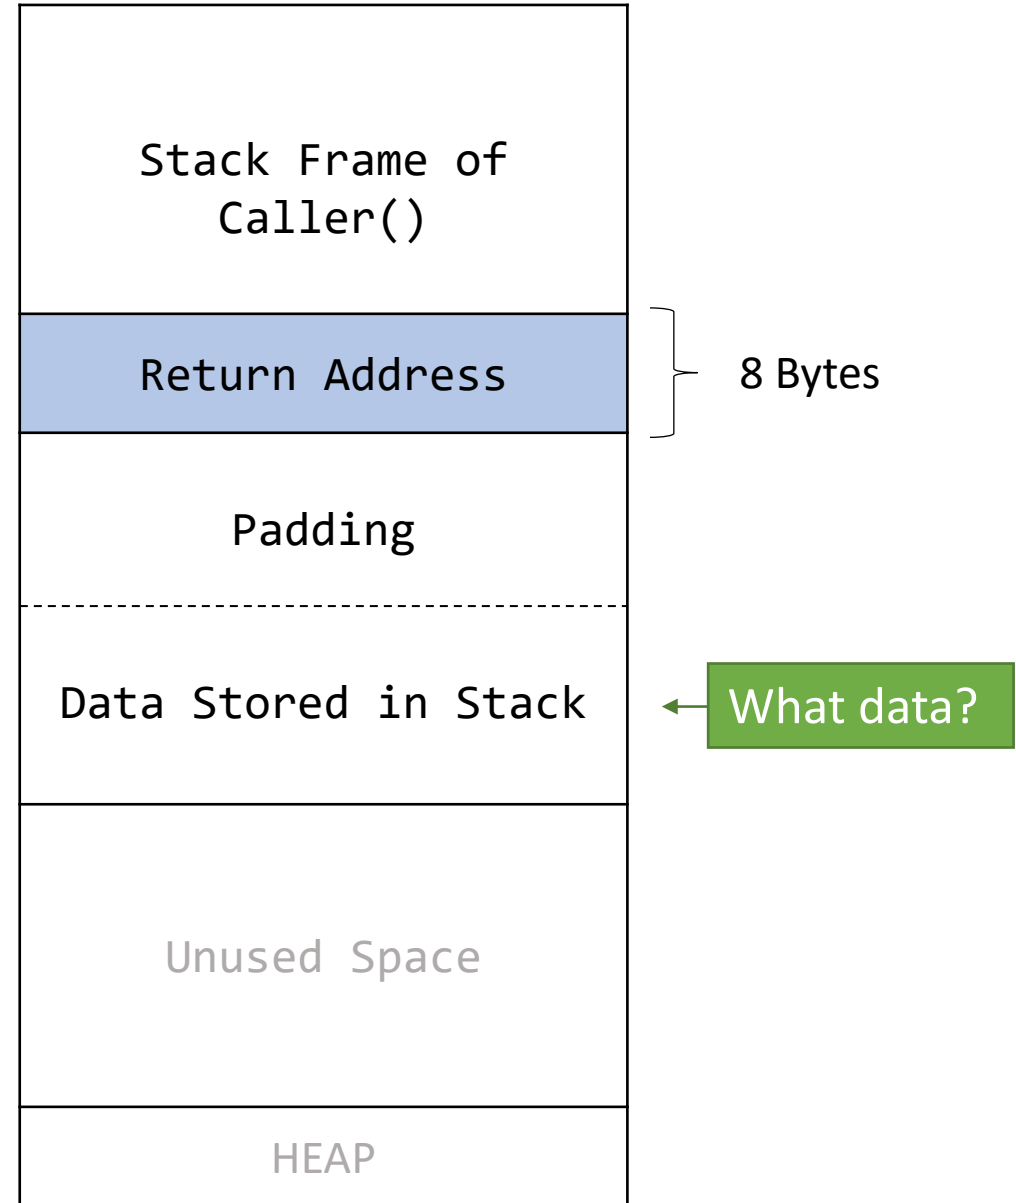 Stack Frame of
Caller()
Return Address
8 Bytes
Padding
Data Stored in Stack
What data?
Unused Space
HEAP